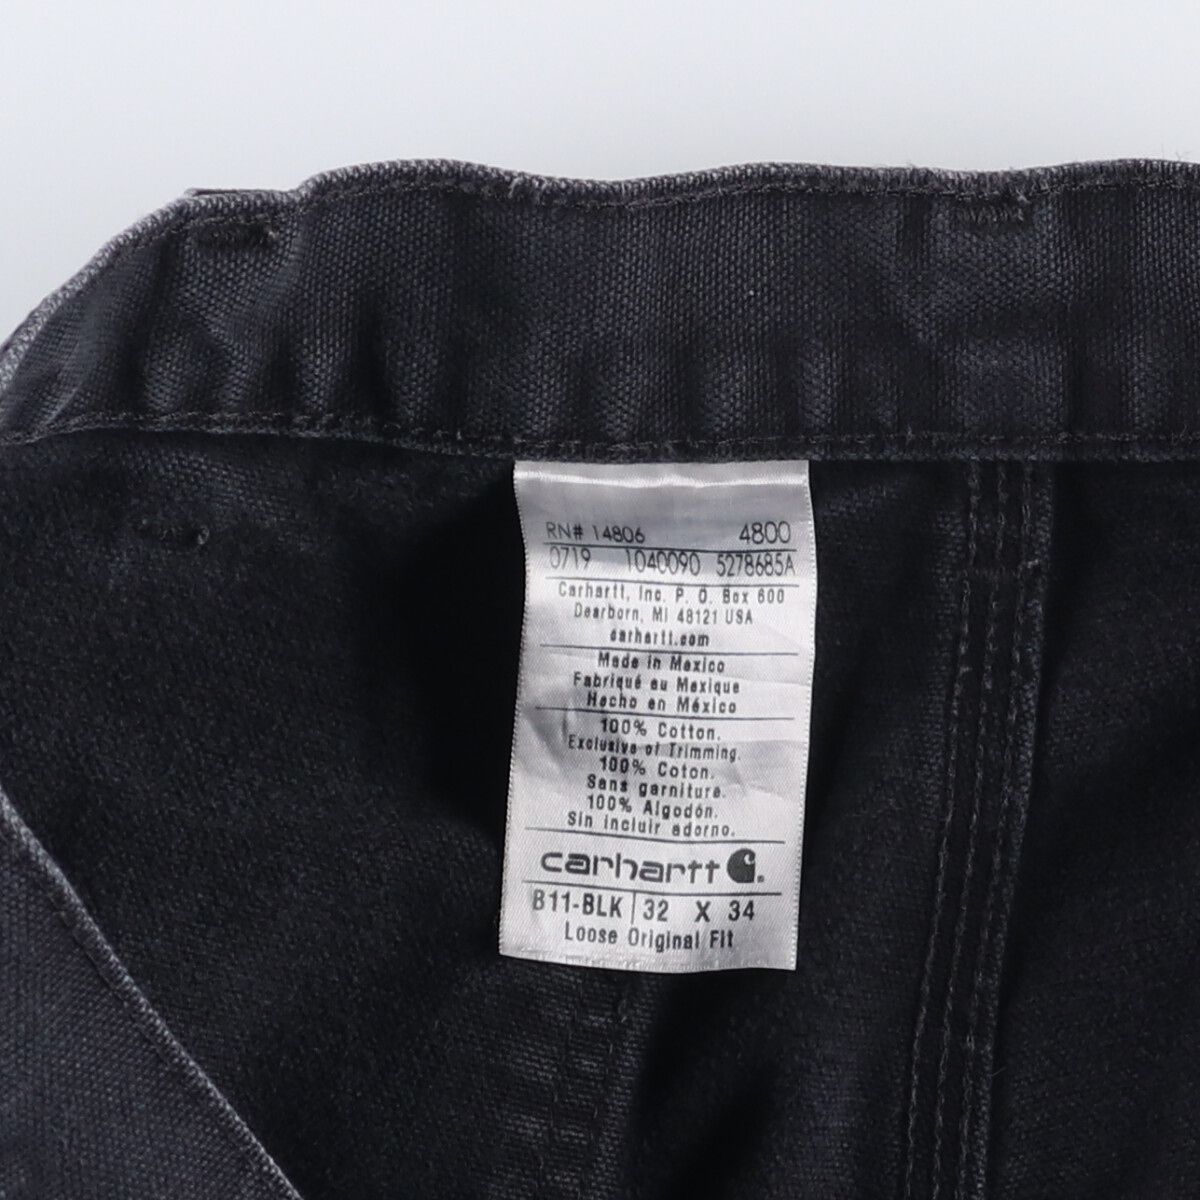 RN# 14806 4800
0719 1040090 5278685A
Carhartt, Inc. P. O. Box 600
Dearborn, MI 48121 USA
carhartt.com
Made in Mexico
Fabriqué au Mexique
Hecho en México
100% Cotton.
Exclusive of Trimming.
100% Coton.
Sans garniture.
100% Algodón.
Sin incluir adorno.
carhartt
B11-BLK 32 X 34
Loose Original Fit